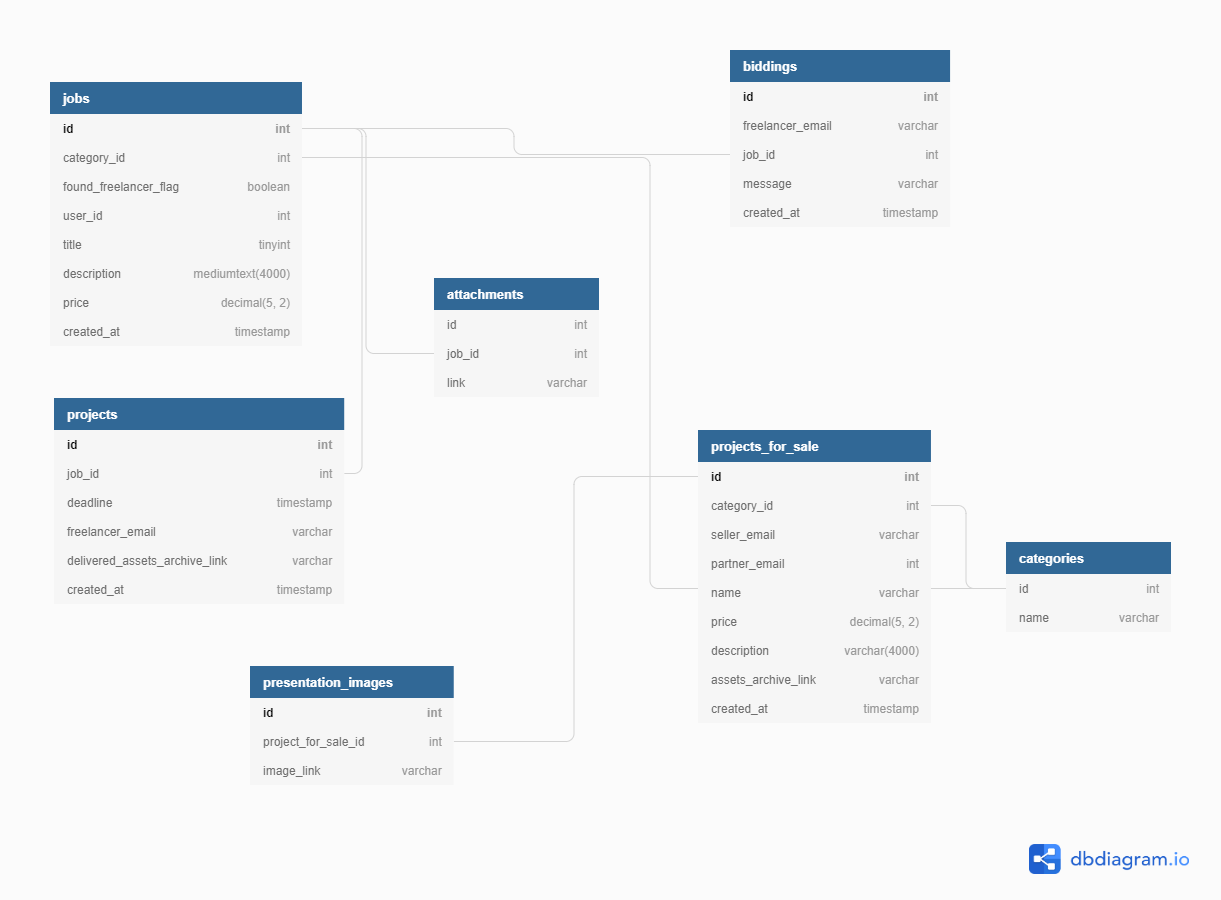 jobs
id int
category_id int
found_freelancer_flag boolean
user_id int
title tinyint
description mediumtext(4000)
price decimal(5, 2)
created_at timestamp
biddings
id int
freelancer_email varchar
job_id int
message varchar
created_at timestamp
attachments
id int
job_id int
link varchar
projects
id int
job_id int
deadline timestamp
freelancer_email varchar
delivered_assets_archive_link varchar
created_at timestamp
projects_for_sale
id int
category_id int
seller_email varchar
partner_email int
name varchar
price decimal(5, 2)
description varchar(4000)
assets_archive_link varchar
created_at timestamp
categories
id int
name varchar
presentation_images
id int
project_for_sale_id int
image_link varchar
dbdiagram.io